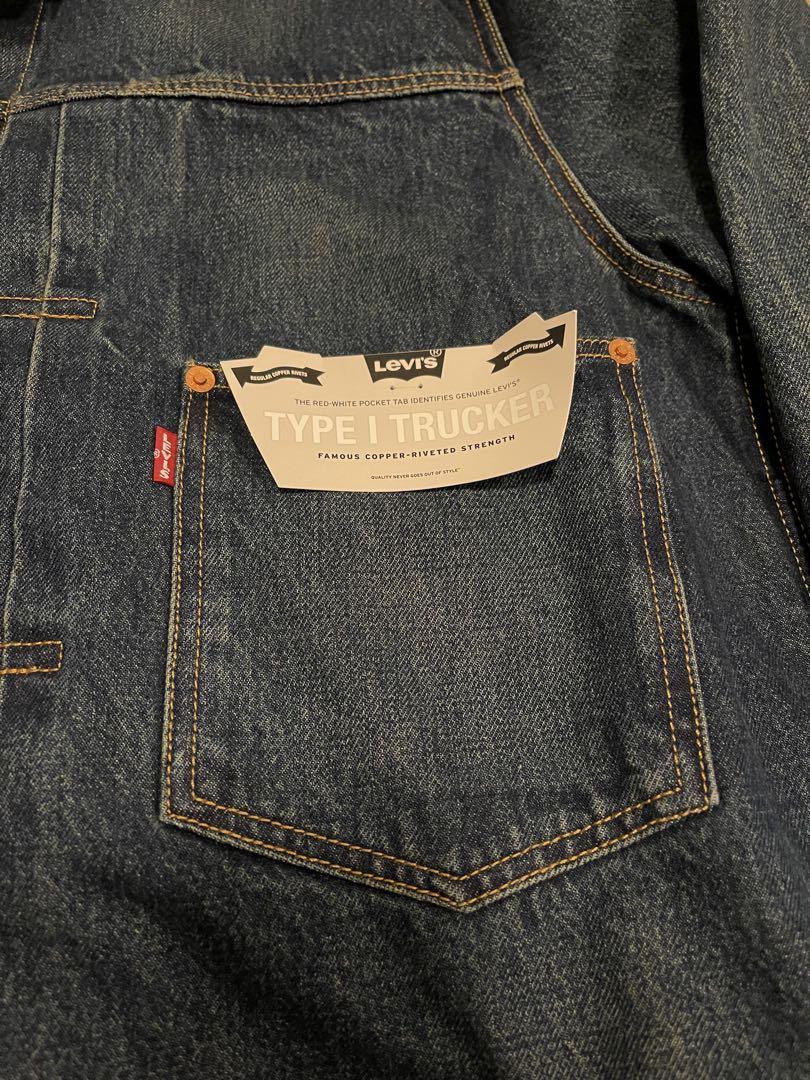 LEVI'S®
REGULAR COPPER RIVETS
REGULAR COPPER RIVETS
THE RED-WHITE POCKET TAB IDENTIFIES GENUINE LEVI'S®
TYPE I TRUCKER
FAMOUS COPPER-RIVETED STRENGTH
QUALITY NEVER GOES OUT OF STYLE™
LEVI'S
®